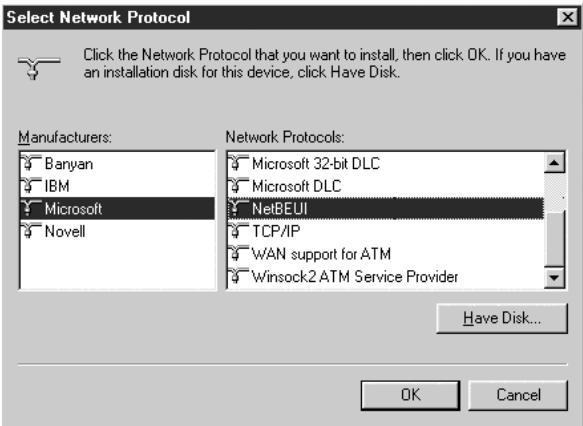 Select Network Protocol
Click the Network Protocol that you want to install, then click OK. If you have
an installation disk for this device, click Have Disk.
Manufacturers:
Banyan
IBM
Microsoft
Novell
Network Protocols:
Microsoft 32-bit DLC
Microsoft DLC
NetBEUI
TCP/IP
WAN support for ATM
Winsock2 ATM Service Provider
Have Disk...
OK
Cancel